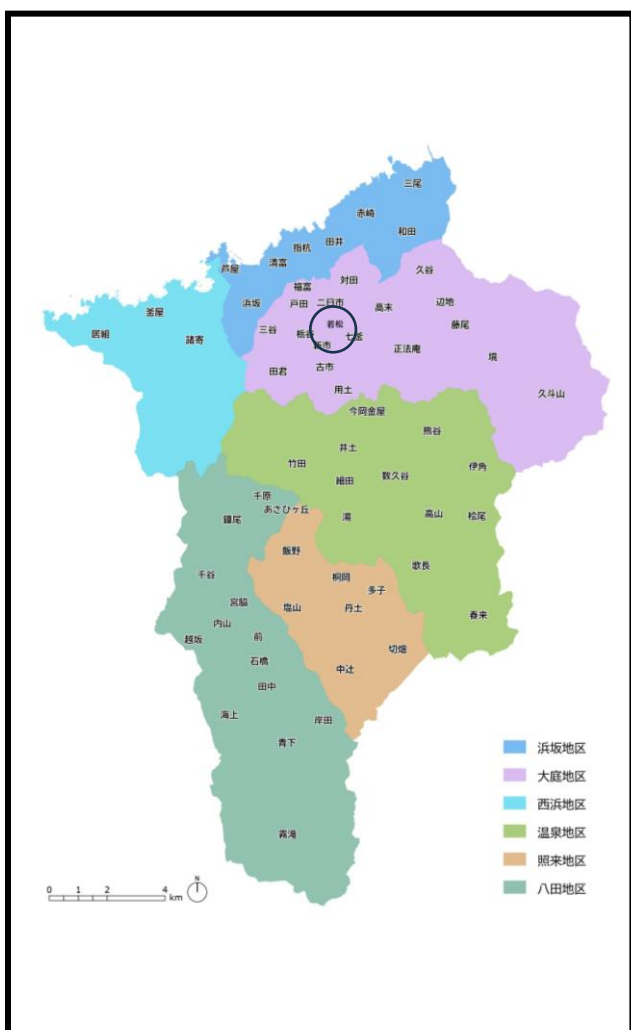 三尾
赤崎
和田
田井
指杭
清富
芦屋
久谷
対田
福富
釜屋
浜坂
戸田
二日市
高末
辺地
居組
諸寄
三谷
栃谷
若松
七釜
藤尾
新市
正法庵
境
田君
古市
用土
久斗山
今岡金屋
熊谷
井土
竹田
伊角
細田
数久谷
千原
あさひヶ丘
鐘尾
湯
高山
桧尾
飯野
歌長
千谷
桐岡
多子
宮脇
塩山
丹土
春来
内山
越坂
前
切畑
石橋
中辻
田中
海上
岸田
青下
霧滝
浜坂地区
大庭地区
西浜地区
温泉地区
照来地区
八田地区
0 1 2 4
km
N